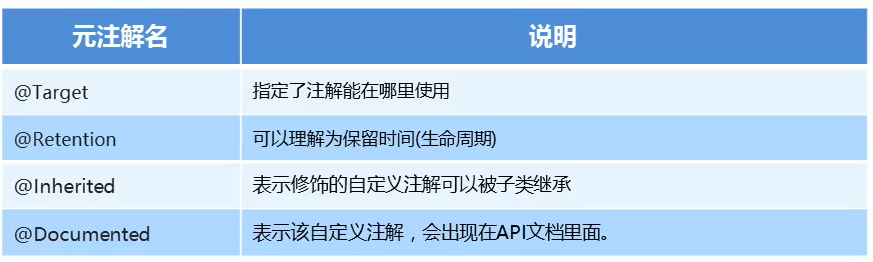 元注解名 说明
@Target 指定了注解能在哪里使用
@Retention 可以理解为保留时间(生命周期)
@Inherited 表示修饰的自定义注解可以被子类继承
@Documented 表示该自定义注解，会出现在API文档里面。